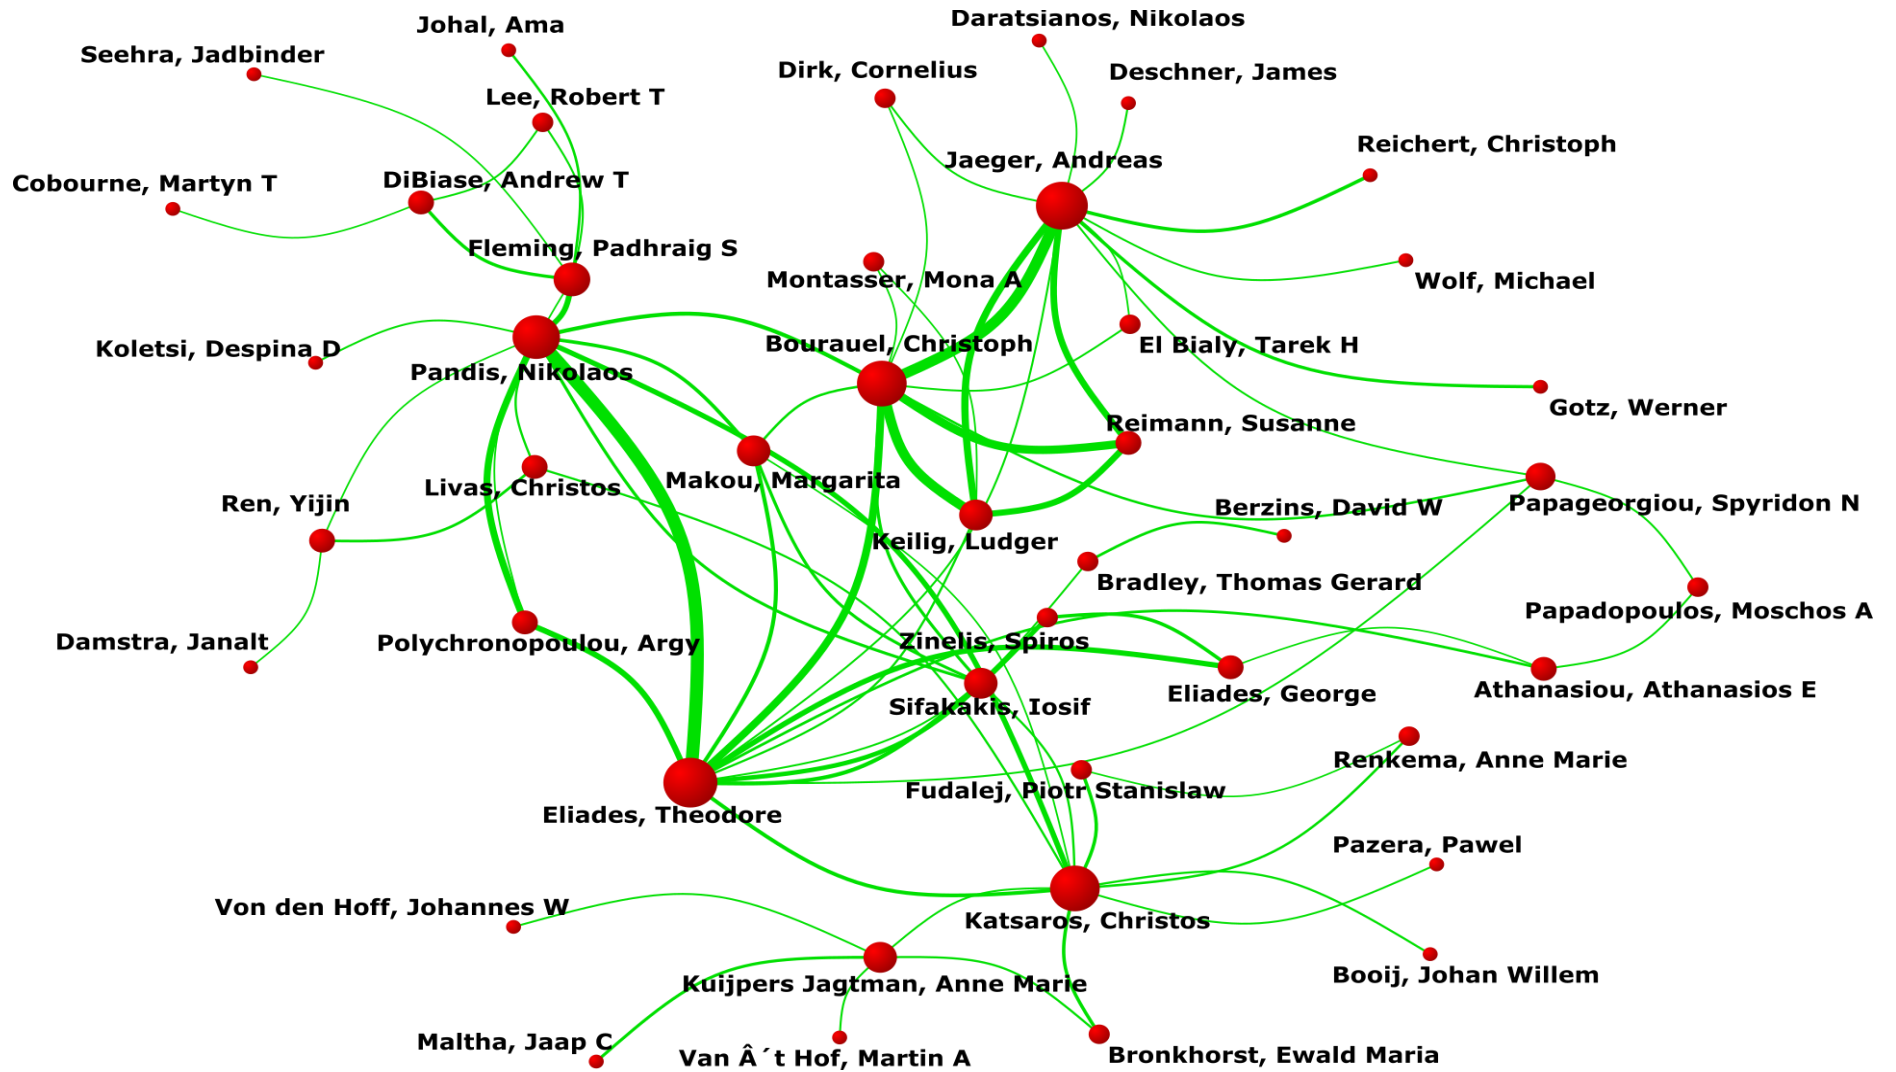 Daratsianos, Nikolaos
Johal, Ama
Seehra, Jadbinder
Dirk, Cornelius
Deschner, James
Lee, Robert T
Reichert, Christoph
Jaeger, Andreas
Cobourne, Martyn T
DiBiase, Andrew T
Fleming, Padhraig S
Montasser, Mona A
Wolf, Michael
Koletsi, Despina D
Bourauel, Christoph
El Bialy, Tarek H
Pandis, Nikolaos
Gotz, Werner
Reimann, Susanne
Makou, Margarita
Livas, Christos
Ren, Yijin
Berzins, David W
Papageorgiou, Spyridon N
Keilig, Ludger
Bradley, Thomas Gerard
Papadopoulos, Moschos A
Damstra, Janalt
Polychronopoulou, Argy
Zinelis, Spiros
Eliades, George
Athanasiou, Athanasios E
Sifakakis, Iosif
Renkema, Anne Marie
Fudalej, Piotr Stanislaw
Eliades, Theodore
Pazera, Pawel
Von den Hoff, Johannes W
Katsaros, Christos
Booij, Johan Willem
Kuijpers Jagtman, Anne Marie
Maltha, Jaap C
Van Â´t Hof, Martin A
Bronkhorst, Ewald Maria